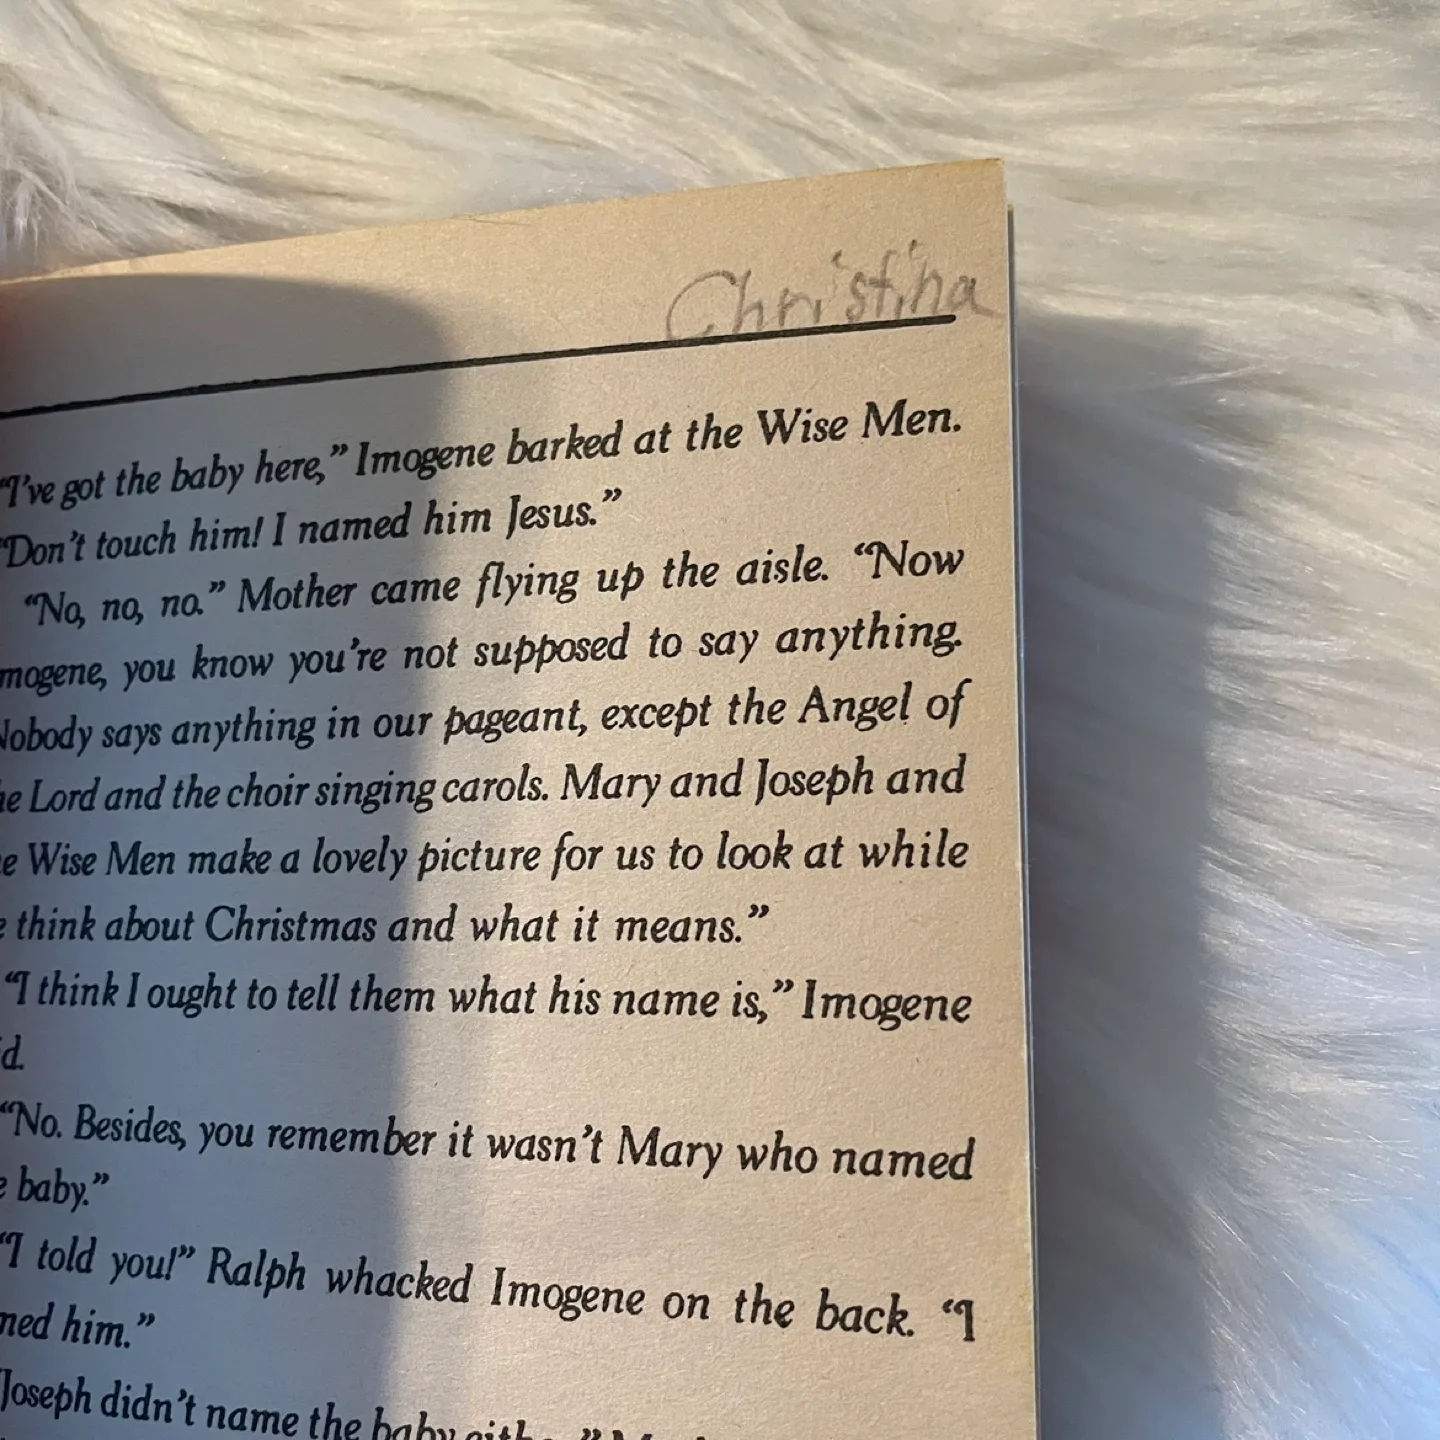 Christina
“I’ve got the baby here,” Imogene barked at the Wise Men.
“Don’t touch him! I named him Jesus.”
“No, no, no.” Mother came flying up the aisle. “Now
mogene, you know you’re not supposed to say anything.
Nobody says anything in our pageant, except the Angel of
he Lord and the choir singing carols. Mary and Joseph and
e Wise Men make a lovely picture for us to look at while
e think about Christmas and what it means.”
“I think I ought to tell them what his name is,” Imogene
d.
“No. Besides, you remember it wasn’t Mary who named
e baby.”
“I told you!” Ralph whacked Imogene on the back. “I
med him.”
“Joseph didn’t name the baby